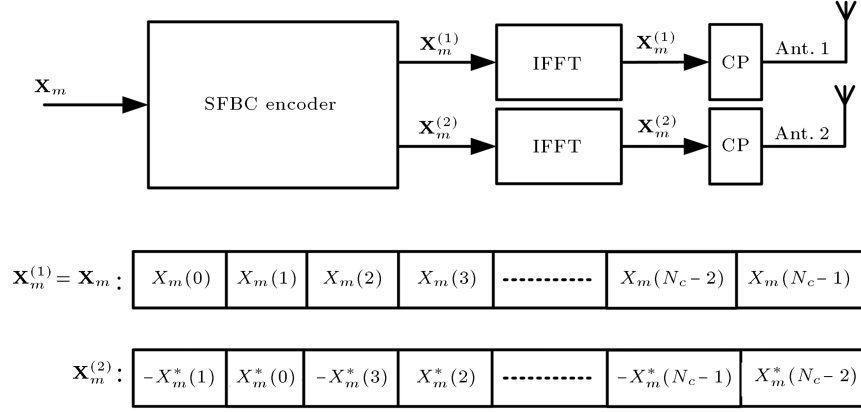 X_m
SFBC encoder
X_m^{(1)}
IFFT
X_m^{(1)}
CP
Ant. 1
X_m^{(2)}
IFFT
X_m^{(2)}
CP
Ant. 2
X_m^{(1)} = X_m : X_m(0) X_m(1) X_m(2) X_m(3) ---------- X_m(N_c-2) X_m(N_c-1)
X_m^{(2)} : -X_m^*(1) X_m^*(0) -X_m^*(3) X_m^*(2) ---------- -X_m^*(N_c-1) X_m^*(N_c-2)